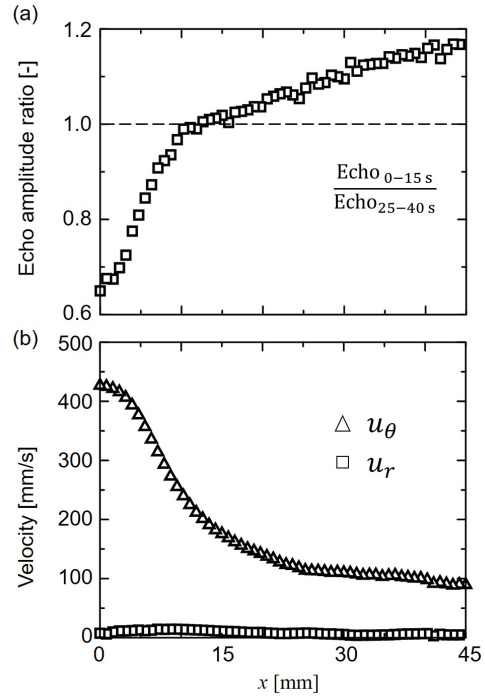 (a)
1.2
1.0
0.8
0.6
Echo amplitude ratio [-]
Echo 0−15 s
Echo25−40 s
(b)
500
400
300
200
100
0
Velocity [mm/s]
uθ
ur
0 15 30 45
x [mm]